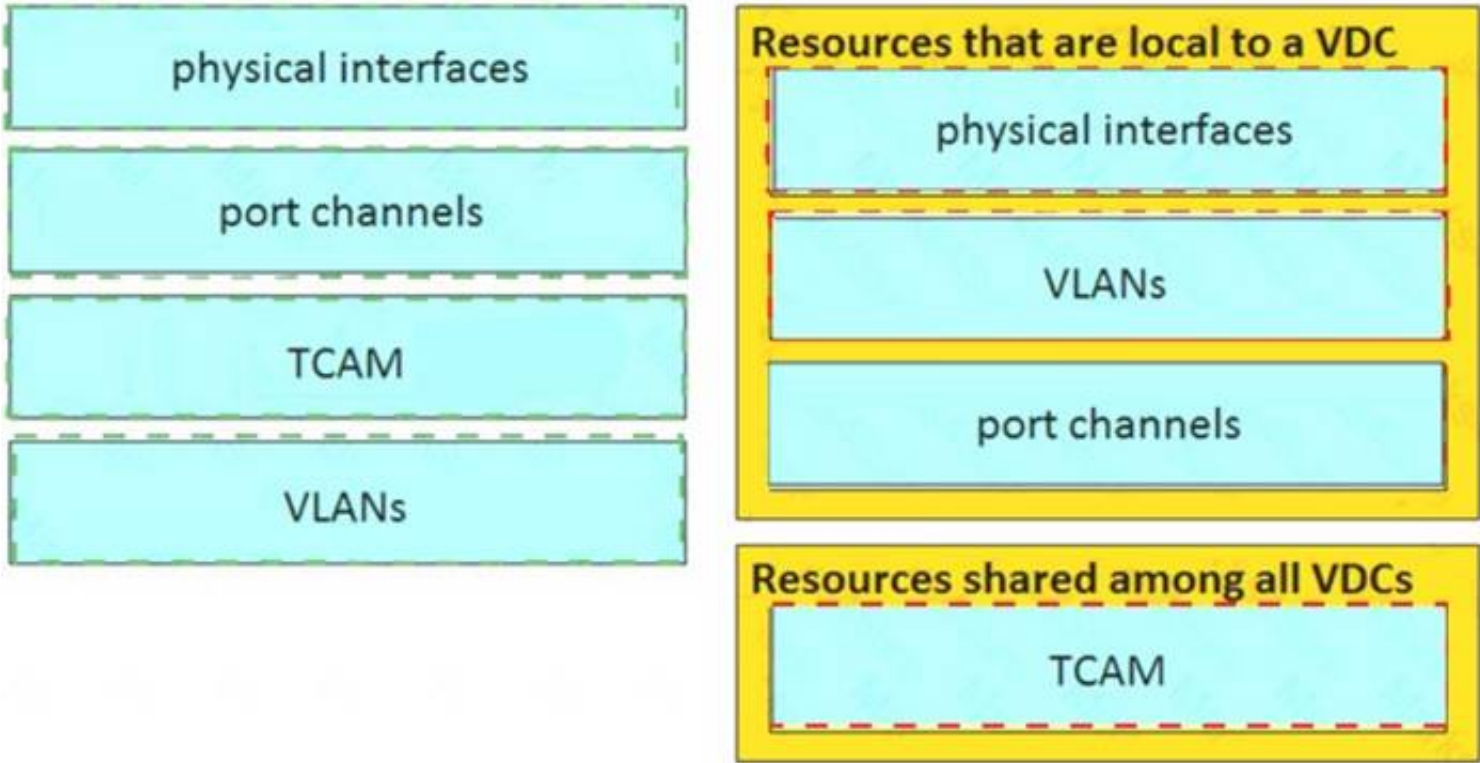 physical interfaces
port channels
TCAM
VLANs
Resources that are local to a VDC
physical interfaces
VLANs
port channels
Resources shared among all VDCs
TCAM